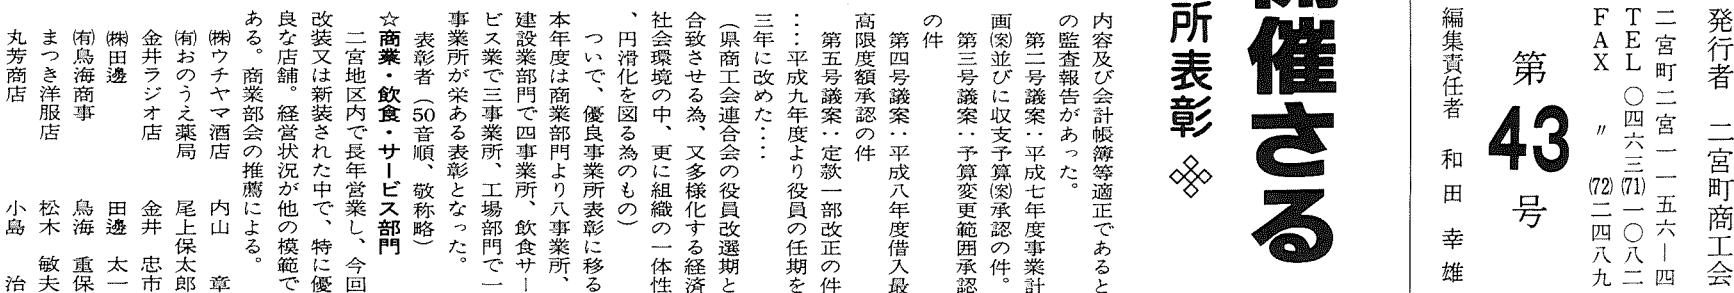 発行者　二宮町商工会
二宮町二宮一一五六―四
TEL〇四六三(71)一〇八二
FAX　〃　(72)二四八九
第43号
編集責任者　和田幸雄
開催さる
所表彰
内容及び会計帳簿等適正であると
の監査報告があった。
第二号議案‥平成七年度事業計
画(案)並びに収支予算(案)承認の件。
第三号議案‥予算変更範囲承認
の件
第四号議案‥平成八年度借入最
高限度額承認の件
第五号議案‥定款一部改正の件
‥‥平成九年度より役員の任期を
三年に改めた‥‥
（県商工会連合会の役員改選期と
合致させる為、又多様化する経済
社会環境の中、更に組織の一体性
、円滑化を図る為のもの）
ついで、優良事業所表彰に移る
本年度は商業部門より八事業所、
建設業部門で四事業所、飲食サー
ビス業で三事業所、工場部門で一
事業所が栄ある表彰となった。
表彰者（50音順、敬称略）
☆商業・飲食・サービス部門
二宮地区内で長年営業し、今回
改装又は新装された中で、特に優
良な店舗。経営状況が他の模範で
ある。商業部会の推薦による。
㈱ウチヤマ酒店　内山　章
㈲おのうえ薬局　尾上保太郎
金井ラジオ店　金井　忠市
㈱田邊　田邊　太一
㈲鳥海商事　鳥海　重保
まつき洋服店　松木　敏夫
丸芳商店　小島　治